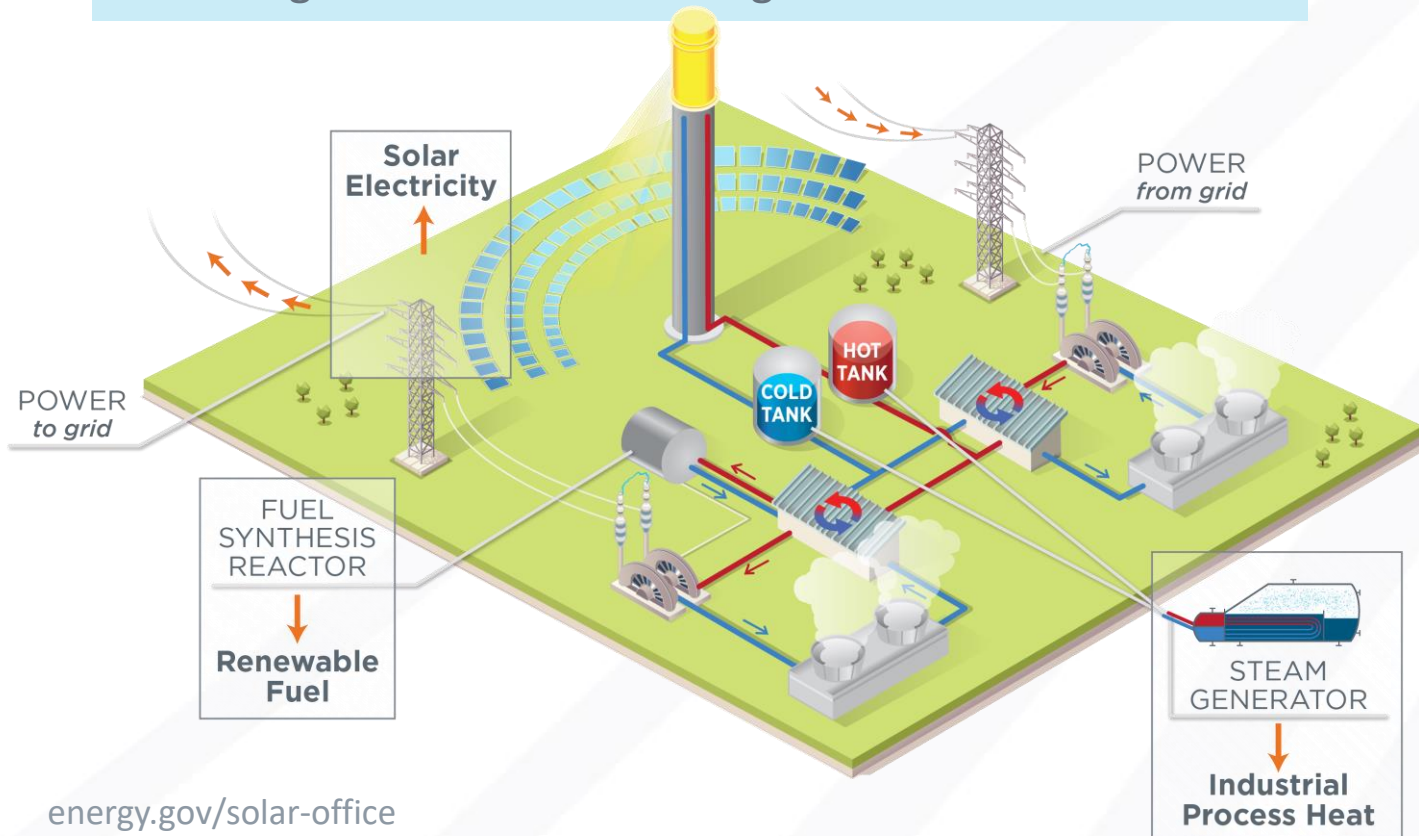 Solar
Electricity
POWER
from grid
HOT
TANK
COLD
TANK
POWER
to grid
FUEL
SYNTHESIS
REACTOR
Renewable
Fuel
STEAM
GENERATOR
Industrial
Process Heat
energy.gov/solar-office